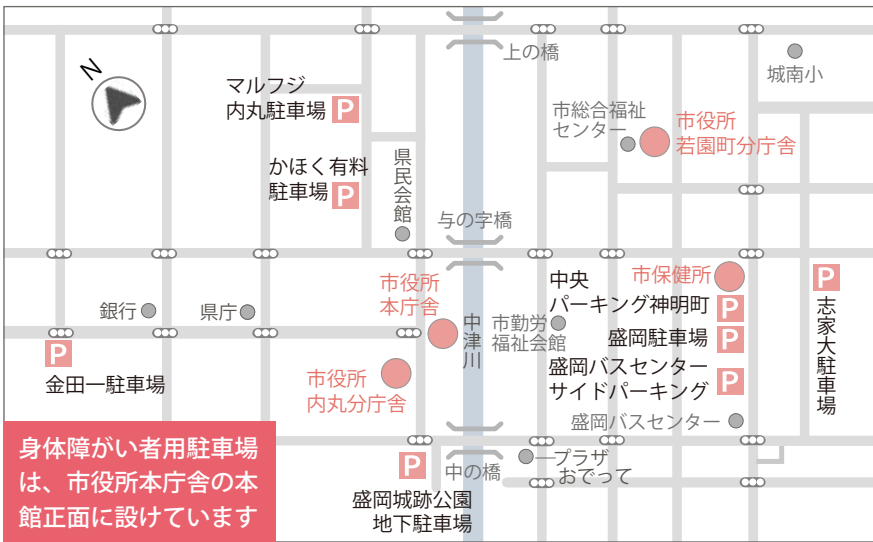 N
上の橋
城南小
マルフジ
内丸駐車場
P
市総合福祉
センター
市役所
若園町分庁舎
かほく有料
駐車場
P
県民会館
与の字橋
市役所
本庁舎
中津川
市勤労
福祉会館
中央
パーキング神明町
P
市保健所
盛岡駐車場
P
盛岡バスセンター
サイドパーキング
P
P
志家大駐車場
銀行
県庁
P
金田一駐車場
市役所
内丸分庁舎
盛岡バスセンター
身体障がい者用駐車場
は、市役所本庁舎の本
館正面に設けています
P
盛岡城跡公園
地下駐車場
中の橋
プラザ
おでって